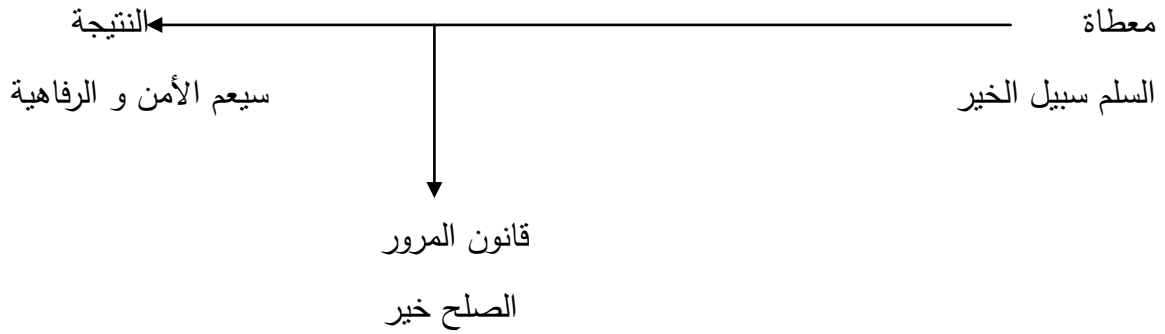 معطاة النتيجة
السلم سبيل الخير سيعم الأمن و الرفاهية
قانون المرور
الصلح خير